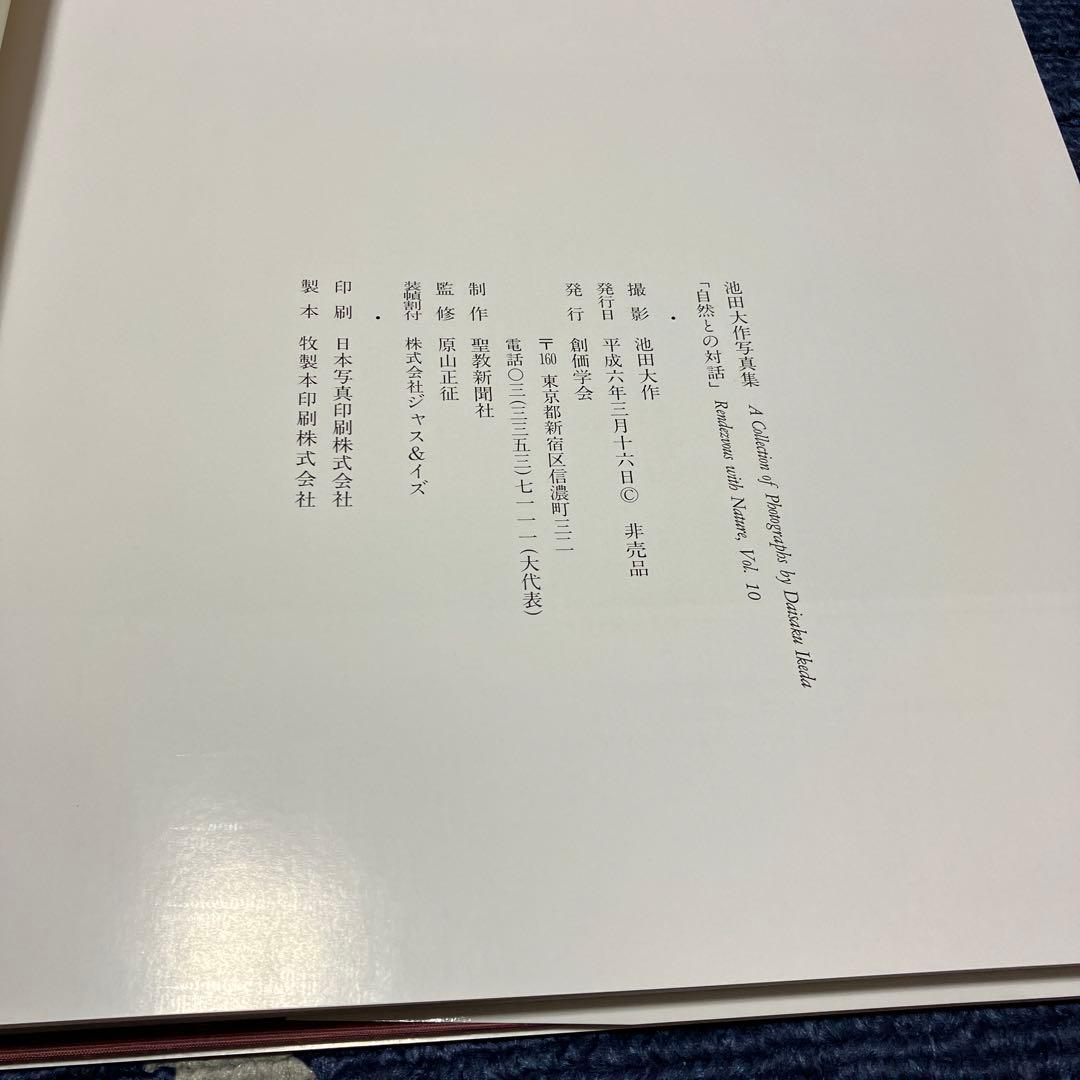 池田大作写真集 A Collection of Photographs by Daisaku Ikeda
「自然との対話」 Rendezvous with Nature, Vol. 10
・
撮影 池田大作
発行日 平成六年三月十六日© 非売品
発行 創価学会
〒160 東京都新宿区信濃町三二
電話〇三(三三五三)七一一一(大代表)
制作 聖教新聞社
監修 原山正征
装幀割付 株式会社ジャス&イズ
・
印刷 日本写真印刷株式会社
製本 牧製本印刷株式会社